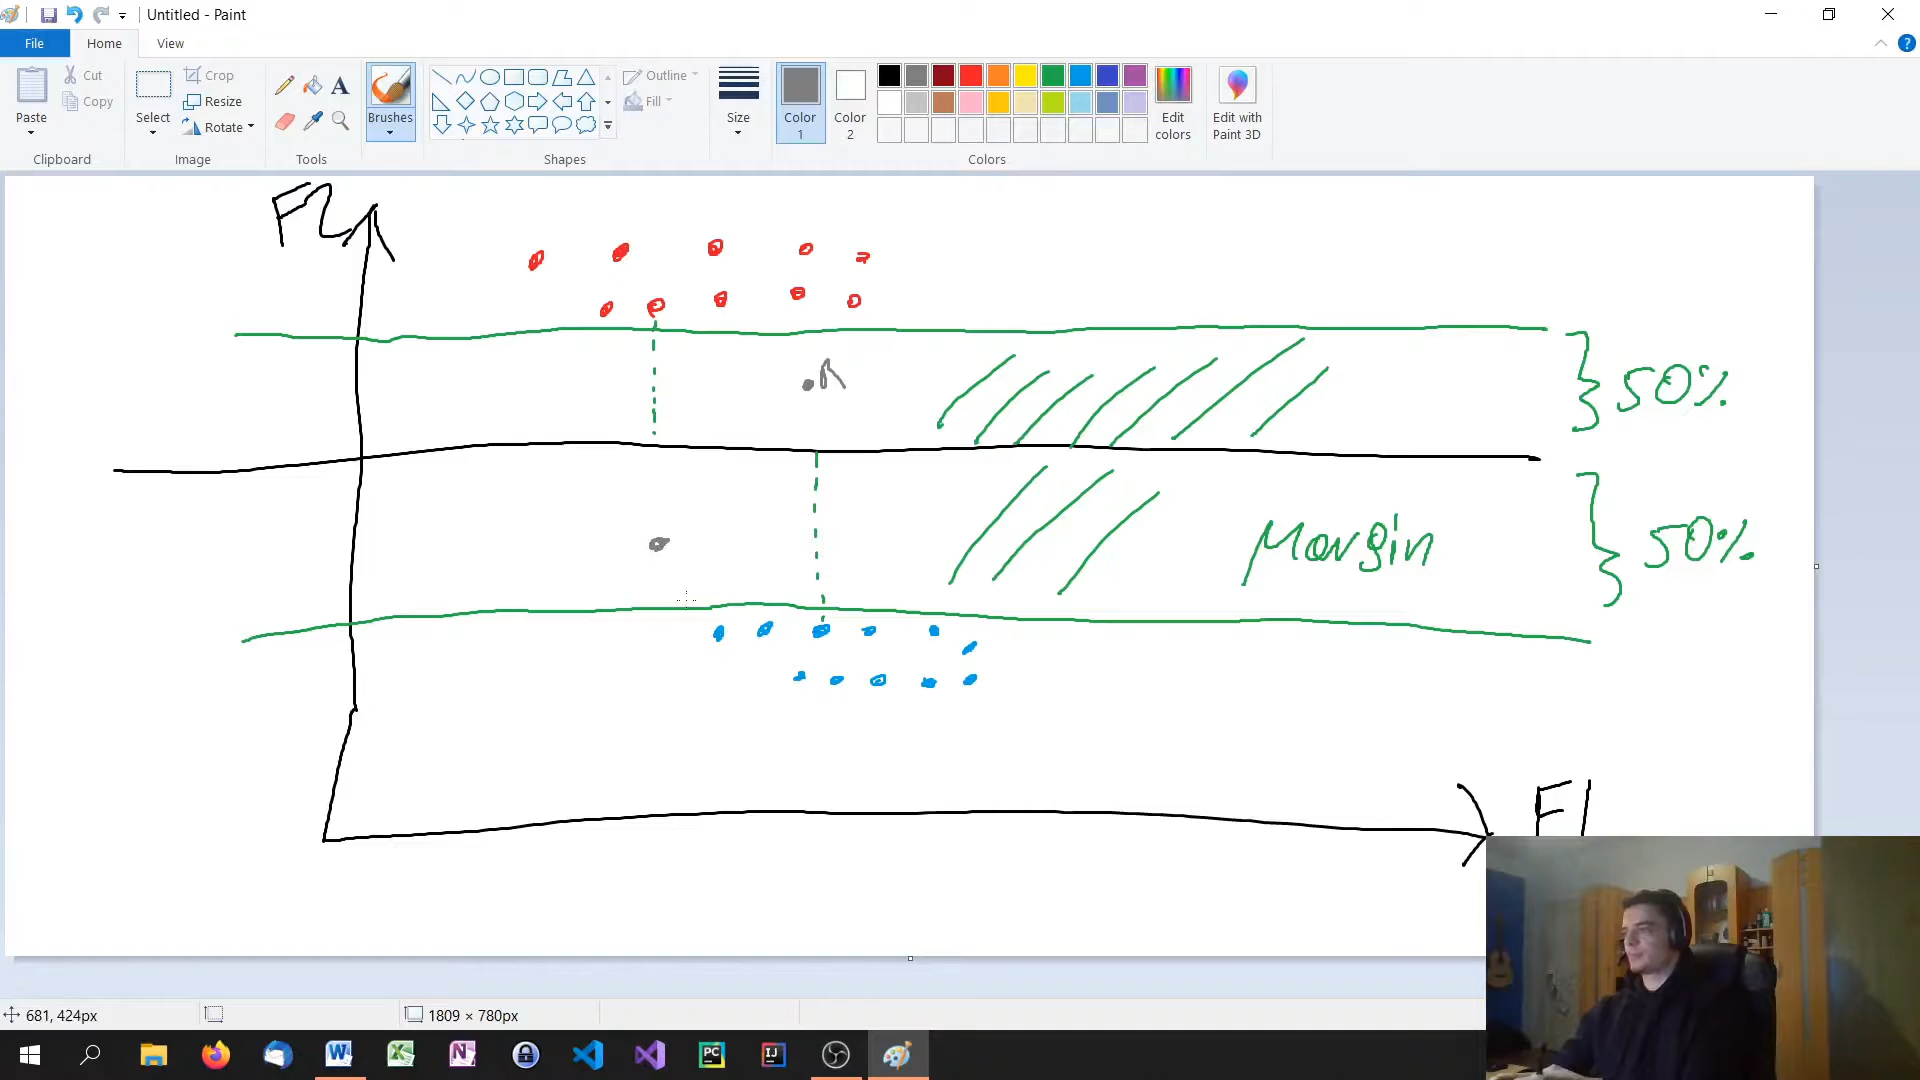 Untitled - Paint
File Home View
Paste
Cut
Copy
Clipboard
Select
Crop
Resize
Rotate
Image
Tools
Brushes
Outline
Fill
Shapes
Size
Color 1
Color 2
Edit colors
Edit with Paint 3D
Colors
F2
50%
Margin
50%
F1
681, 424px
1809 × 780px